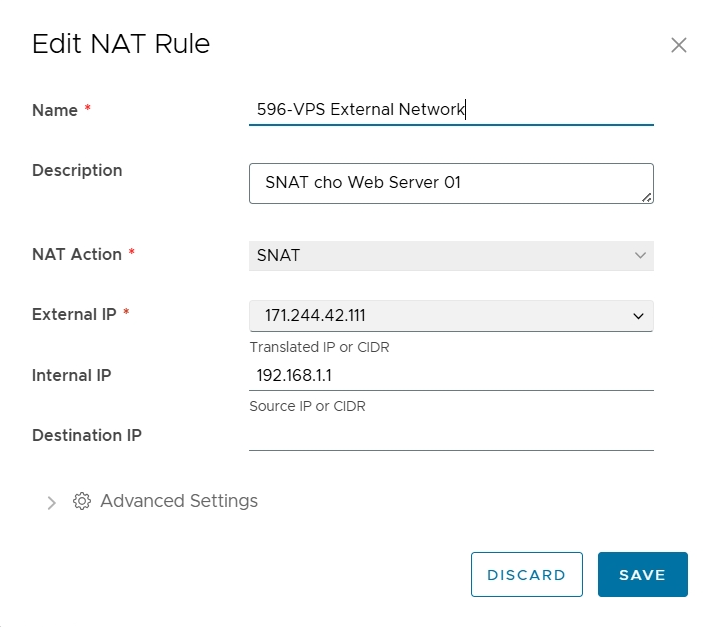 Edit NAT Rule
Name *
596-VPS External Network
Description
SNAT cho Web Server 01
NAT Action *
SNAT
External IP *
171.244.42.111
Translated IP or CIDR
Internal IP
192.168.1.1
Source IP or CIDR
Destination IP
Advanced Settings
DISCARD
SAVE